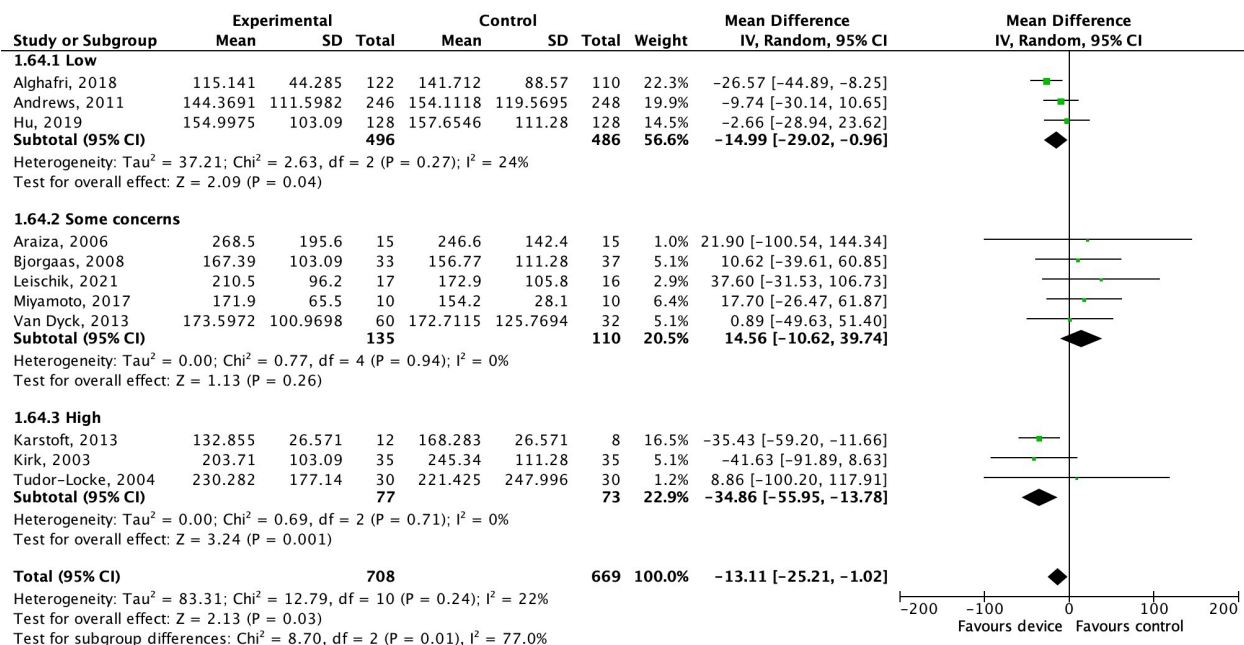 Experimental Control Mean Difference Mean Difference
Study or Subgroup Mean SD Total Mean SD Total Weight IV, Random, 95% CI IV, Random, 95% CI
1.64.1 Low
Alghafri, 2018 115.141 44.285 122 141.712 88.57 110 22.3% −26.57 [−44.89, −8.25]
Andrews, 2011 144.3691 111.5982 246 154.1118 119.5695 248 19.9% −9.74 [−30.14, 10.65]
Hu, 2019 154.9975 103.09 128 157.6546 111.28 128 14.5% −2.66 [−28.94, 23.62]
Subtotal (95% CI) 496 486 56.6% −14.99 [−29.02, −0.96]
Heterogeneity: Tau² = 37.21; Chi² = 2.63, df = 2 (P = 0.27); I² = 24%
Test for overall effect: Z = 2.09 (P = 0.04)
1.64.2 Some concerns
Araiza, 2006 268.5 195.6 15 246.6 142.4 15 1.0% 21.90 [−100.54, 144.34]
Bjorgaas, 2008 167.39 103.09 33 156.77 111.28 37 5.1% 10.62 [−39.61, 60.85]
Leischik, 2021 210.5 96.2 17 172.9 105.8 16 2.9% 37.60 [−31.53, 106.73]
Miyamoto, 2017 171.9 65.5 10 154.2 28.1 10 6.4% 17.70 [−26.47, 61.87]
Van Dyck, 2013 173.5972 100.9698 60 172.7115 125.7694 32 5.1% 0.89 [−49.63, 51.40]
Subtotal (95% CI) 135 110 20.5% 14.56 [−10.62, 39.74]
Heterogeneity: Tau² = 0.00; Chi² = 0.77, df = 4 (P = 0.94); I² = 0%
Test for overall effect: Z = 1.13 (P = 0.26)
1.64.3 High
Karstoft, 2013 132.855 26.571 12 168.283 26.571 8 16.5% −35.43 [−59.20, −11.66]
Kirk, 2003 203.71 103.09 35 245.34 111.28 35 5.1% −41.63 [−91.89, 8.63]
Tudor-Locke, 2004 230.282 177.14 30 221.425 247.996 30 1.2% 8.86 [−100.20, 117.91]
Subtotal (95% CI) 77 73 22.9% −34.86 [−55.95, −13.78]
Heterogeneity: Tau² = 0.00; Chi² = 0.69, df = 2 (P = 0.71); I² = 0%
Test for overall effect: Z = 3.24 (P = 0.001)
Total (95% CI) 708 669 100.0% −13.11 [−25.21, −1.02]
Heterogeneity: Tau² = 83.31; Chi² = 12.79, df = 10 (P = 0.24); I² = 22%
Test for overall effect: Z = 2.13 (P = 0.03)
Test for subgroup differences: Chi² = 8.70, df = 2 (P = 0.01), I² = 77.0%
−200 −100 0 100 200
Favours device Favours control